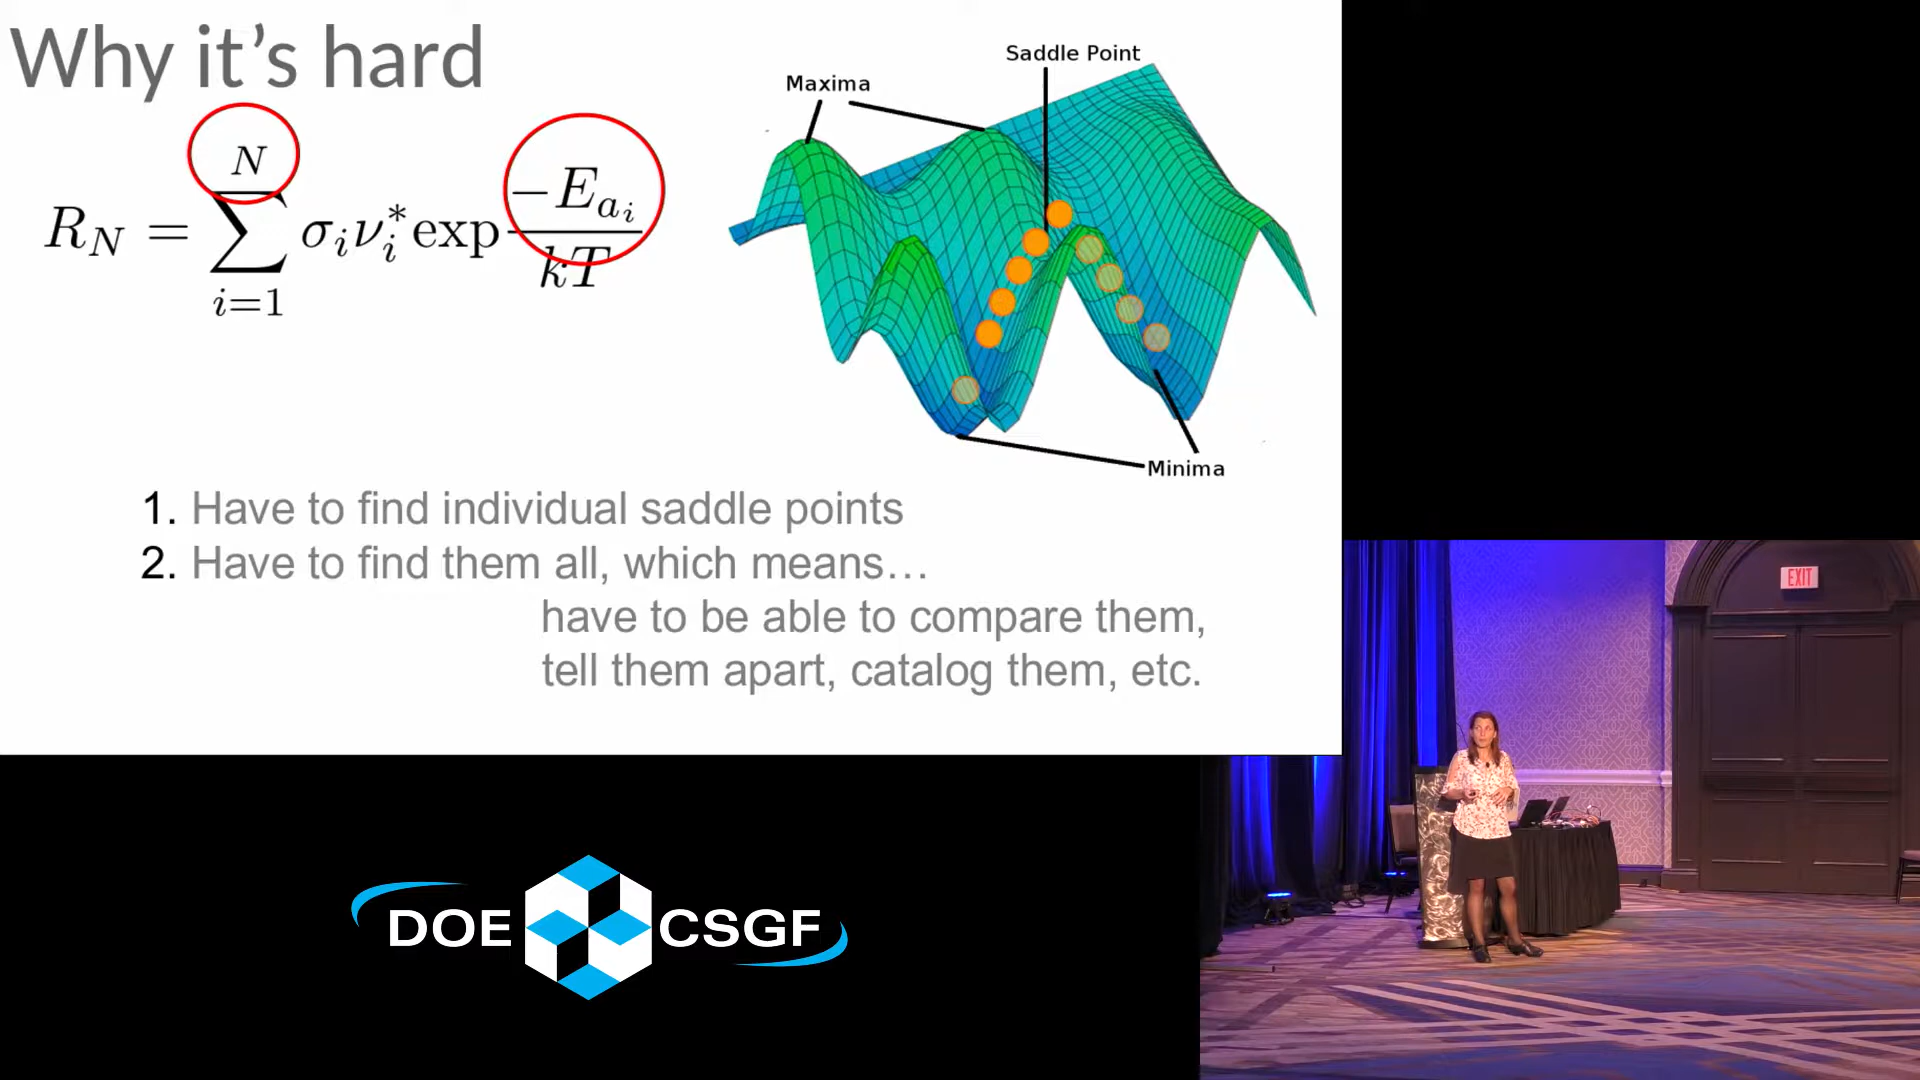 Why it's hard
R_N = \sum_{i=1}^{N} \sigma_i \nu_i^* \exp \frac{-E_{a_i}}{kT}
Saddle Point
Maxima
Minima
1. Have to find individual saddle points
2. Have to find them all, which means…
have to be able to compare them,
tell them apart, catalog them, etc.
EXIT
DOE CSGF